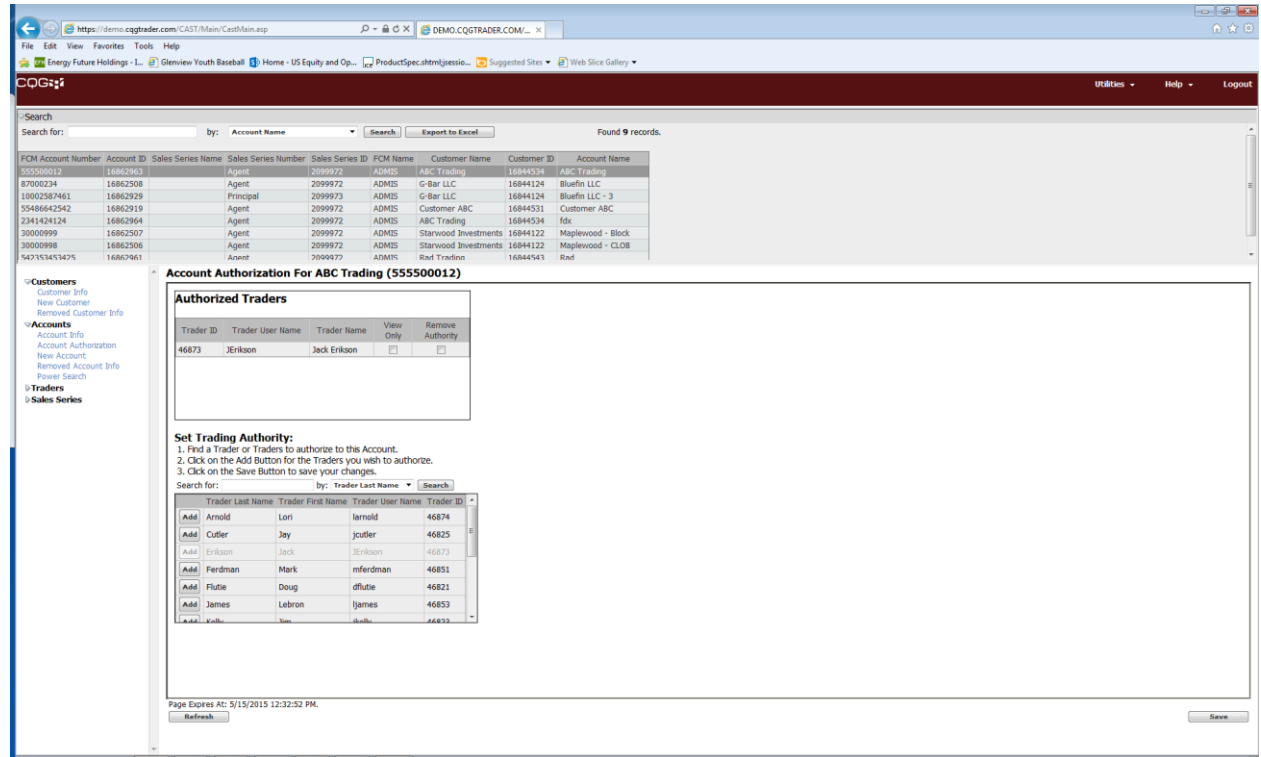 https://demo.cqgtrader.com/CAST/Main/CastMain.asp
DEMO.CQGTRADER.COM/...
File Edit View Favorites Tools Help
Energy Future Holdings - I... Glenview Youth Baseball Home - US Equity and Op... ProductSpec.shtml;jsessio... Suggested Sites Web Slice Gallery
CQG
Utilities Help Logout
Search
Search for: by: Account Name Search Export to Excel Found 9 records.
FCM Account Number Account ID Sales Series Name Sales Series Number Sales Series ID FCM Name Customer Name Customer ID Account Name
555500012 16862963 Agent 2099972 ADMIS ABC Trading 16844534 ABC Trading
87000234 16862508 Agent 2099972 ADMIS G-Bar LLC 16844124 Bluefin LLC
10002587461 16862929 Principal 2099973 ADMIS G-Bar LLC 16844124 Bluefin LLC - 3
55486642542 16862919 Agent 2099972 ADMIS Customer ABC 16844531 Customer ABC
2341424124 16862964 Agent 2099972 ADMIS ABC Trading 16844534 fdx
30000999 16862507 Agent 2099972 ADMIS Starwood Investments 16844122 Maplewood - Block
30000998 16862506 Agent 2099972 ADMIS Starwood Investments 16844122 Maplewood - CLOB
542353453425 16862961 Agent 2099972 ADMIS Rad Trading 16844543 Rad
Customers
Customer Info
New Customer
Removed Customer Info
Accounts
Account Info
Account Authorization
New Account
Removed Account Info
Power Search
Traders
Sales Series
Account Authorization For ABC Trading (555500012)
Authorized Traders
Trader ID Trader User Name Trader Name View Only Remove Authority
46873 JErikson Jack Erikson
Set Trading Authority:
1. Find a Trader or Traders to authorize to this Account.
2. Click on the Add Button for the Traders you wish to authorize.
3. Click on the Save Button to save your changes.
Search for: by: Trader Last Name Search
Trader Last Name Trader First Name Trader User Name Trader ID
Add Arnold Lori larnold 46874
Add Cutler Jay jcutler 46825
Add Erikson Jack JErikson 46873
Add Ferdman Mark mferdman 46851
Add Flutie Doug dflutie 46821
Add James Lebron ljames 46853
Add Kelly Jim jkelly
Page Expires At: 5/15/2015 12:32:52 PM.
Refresh Save